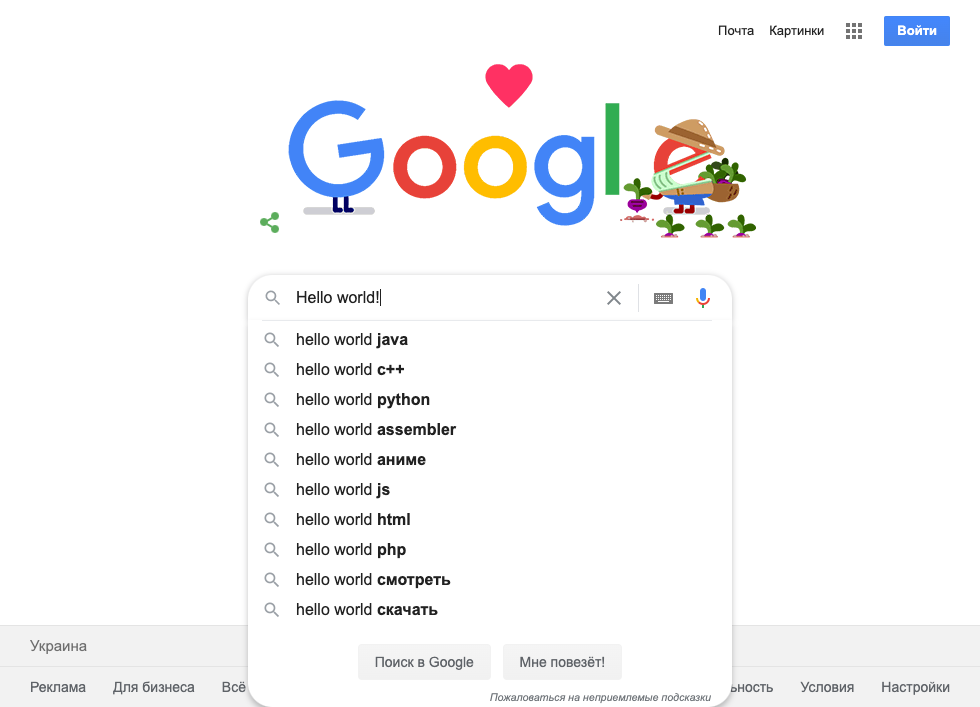 Почта Картинки Войти
Google
Hello world!
hello world java
hello world c++
hello world python
hello world assembler
hello world аниме
hello world js
hello world html
hello world php
hello world смотреть
hello world скачать
Поиск в Google Мне повезёт!
Пожаловаться на неприемлемые подсказки
Украина
Реклама Для бизнеса Всё ьность Условия Настройки